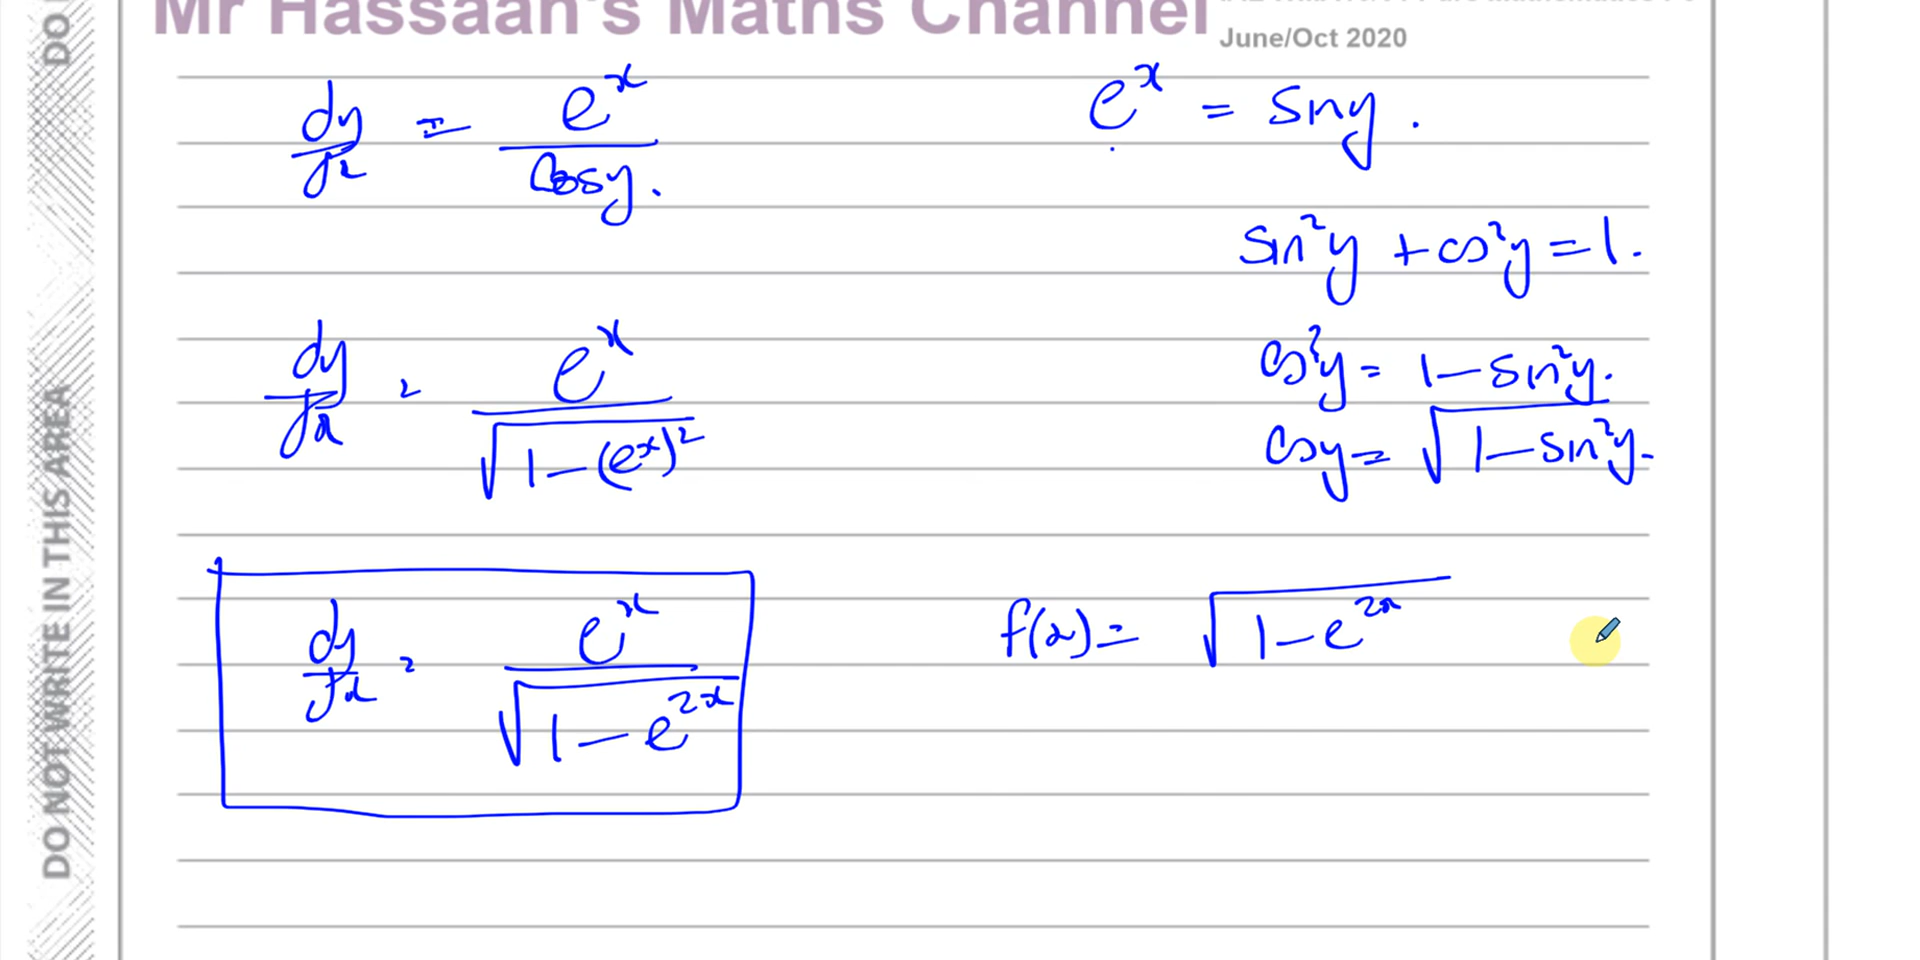 Mr Hassaan's Maths Channel
June/Oct 2020
DO NOT WRITE IN THIS AREA
DO
dy/dx = e^x / cosy.
e^x = siny.
sin²y + cos²y = 1.
dy/dx = e^x / √(1-(e^x)²)
cos²y = 1 - sin²y.
cosy = √(1 - sin²y).
dy/dx = e^x / √(1 - e^2x)
f(x) = √(1 - e^2x)